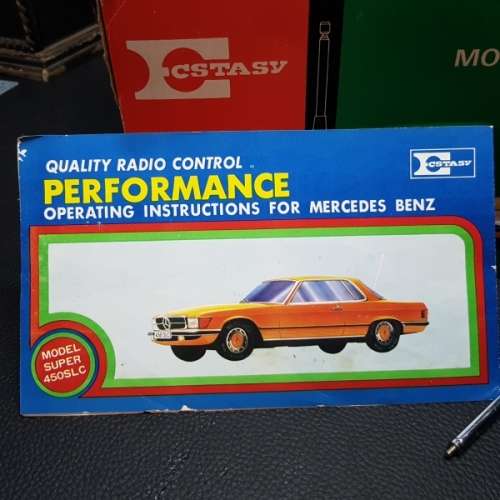 ECSTASY
MO
QUALITY RADIO CONTROL
ECSTASY
PERFORMANCE
OPERATING INSTRUCTIONS FOR MERCEDES BENZ
MODEL
SUPER
450SLC